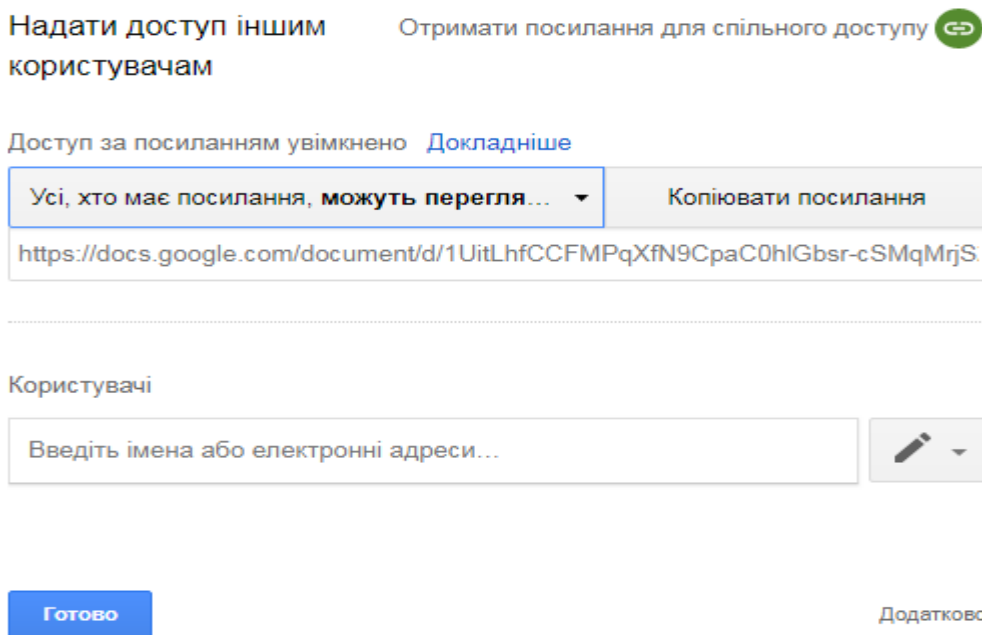 Надати доступ іншим користувачам
Отримати посилання для спільного доступу
Доступ за посиланням увімкнено Докладніше
Усі, хто має посилання, можуть перегля... Копіювати посилання
https://docs.google.com/document/d/1UitLhfCCFMPqXfN9CpaC0hlGbsr-cSMqMrjS
Користувачі
Введіть імена або електронні адреси...
Готово Додатково